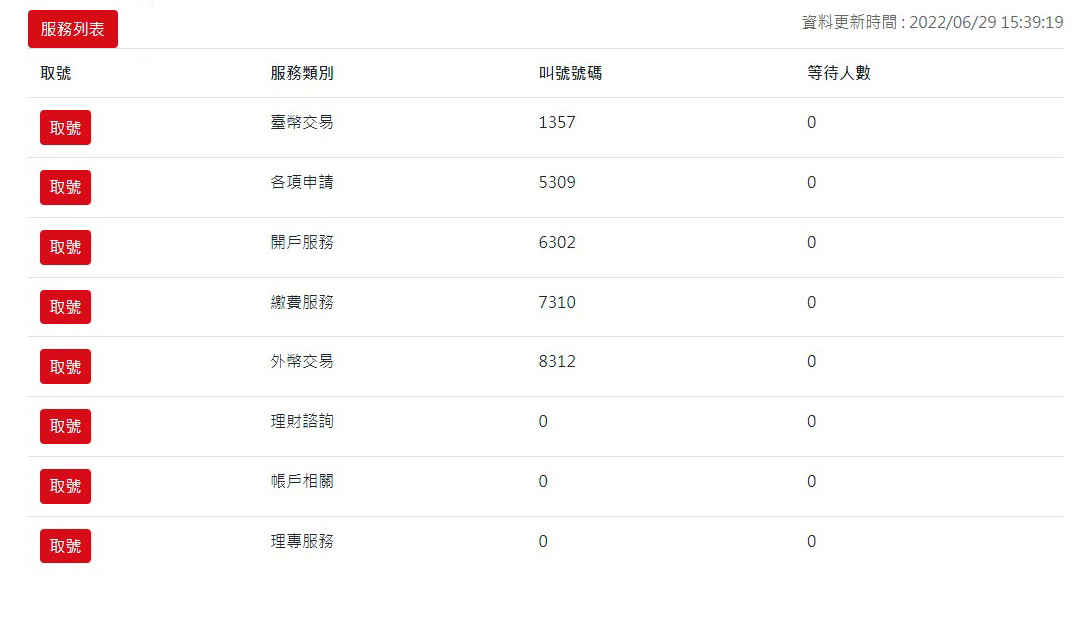 服務列表
資料更新時間 : 2022/06/29 15:39:19
取號 服務類別 叫號號碼 等待人數
取號 臺幣交易 1357 0
取號 各項申請 5309 0
取號 開戶服務 6302 0
取號 繳費服務 7310 0
取號 外幣交易 8312 0
取號 理財諮詢 0 0
取號 帳戶相關 0 0
取號 理專服務 0 0